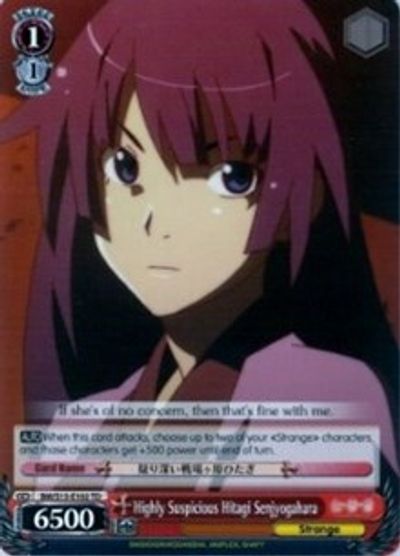 1
1
If she's of no concern, then that's fine with me.
AUTO When this card attacks, choose up to two of your «Strange» characters,
and those characters get +500 power until end of turn.
Card Name 疑り深い戦場ヶ原ひたぎ
TD
6500
Highly Suspicious Hitagi Senjyogahara
Strange